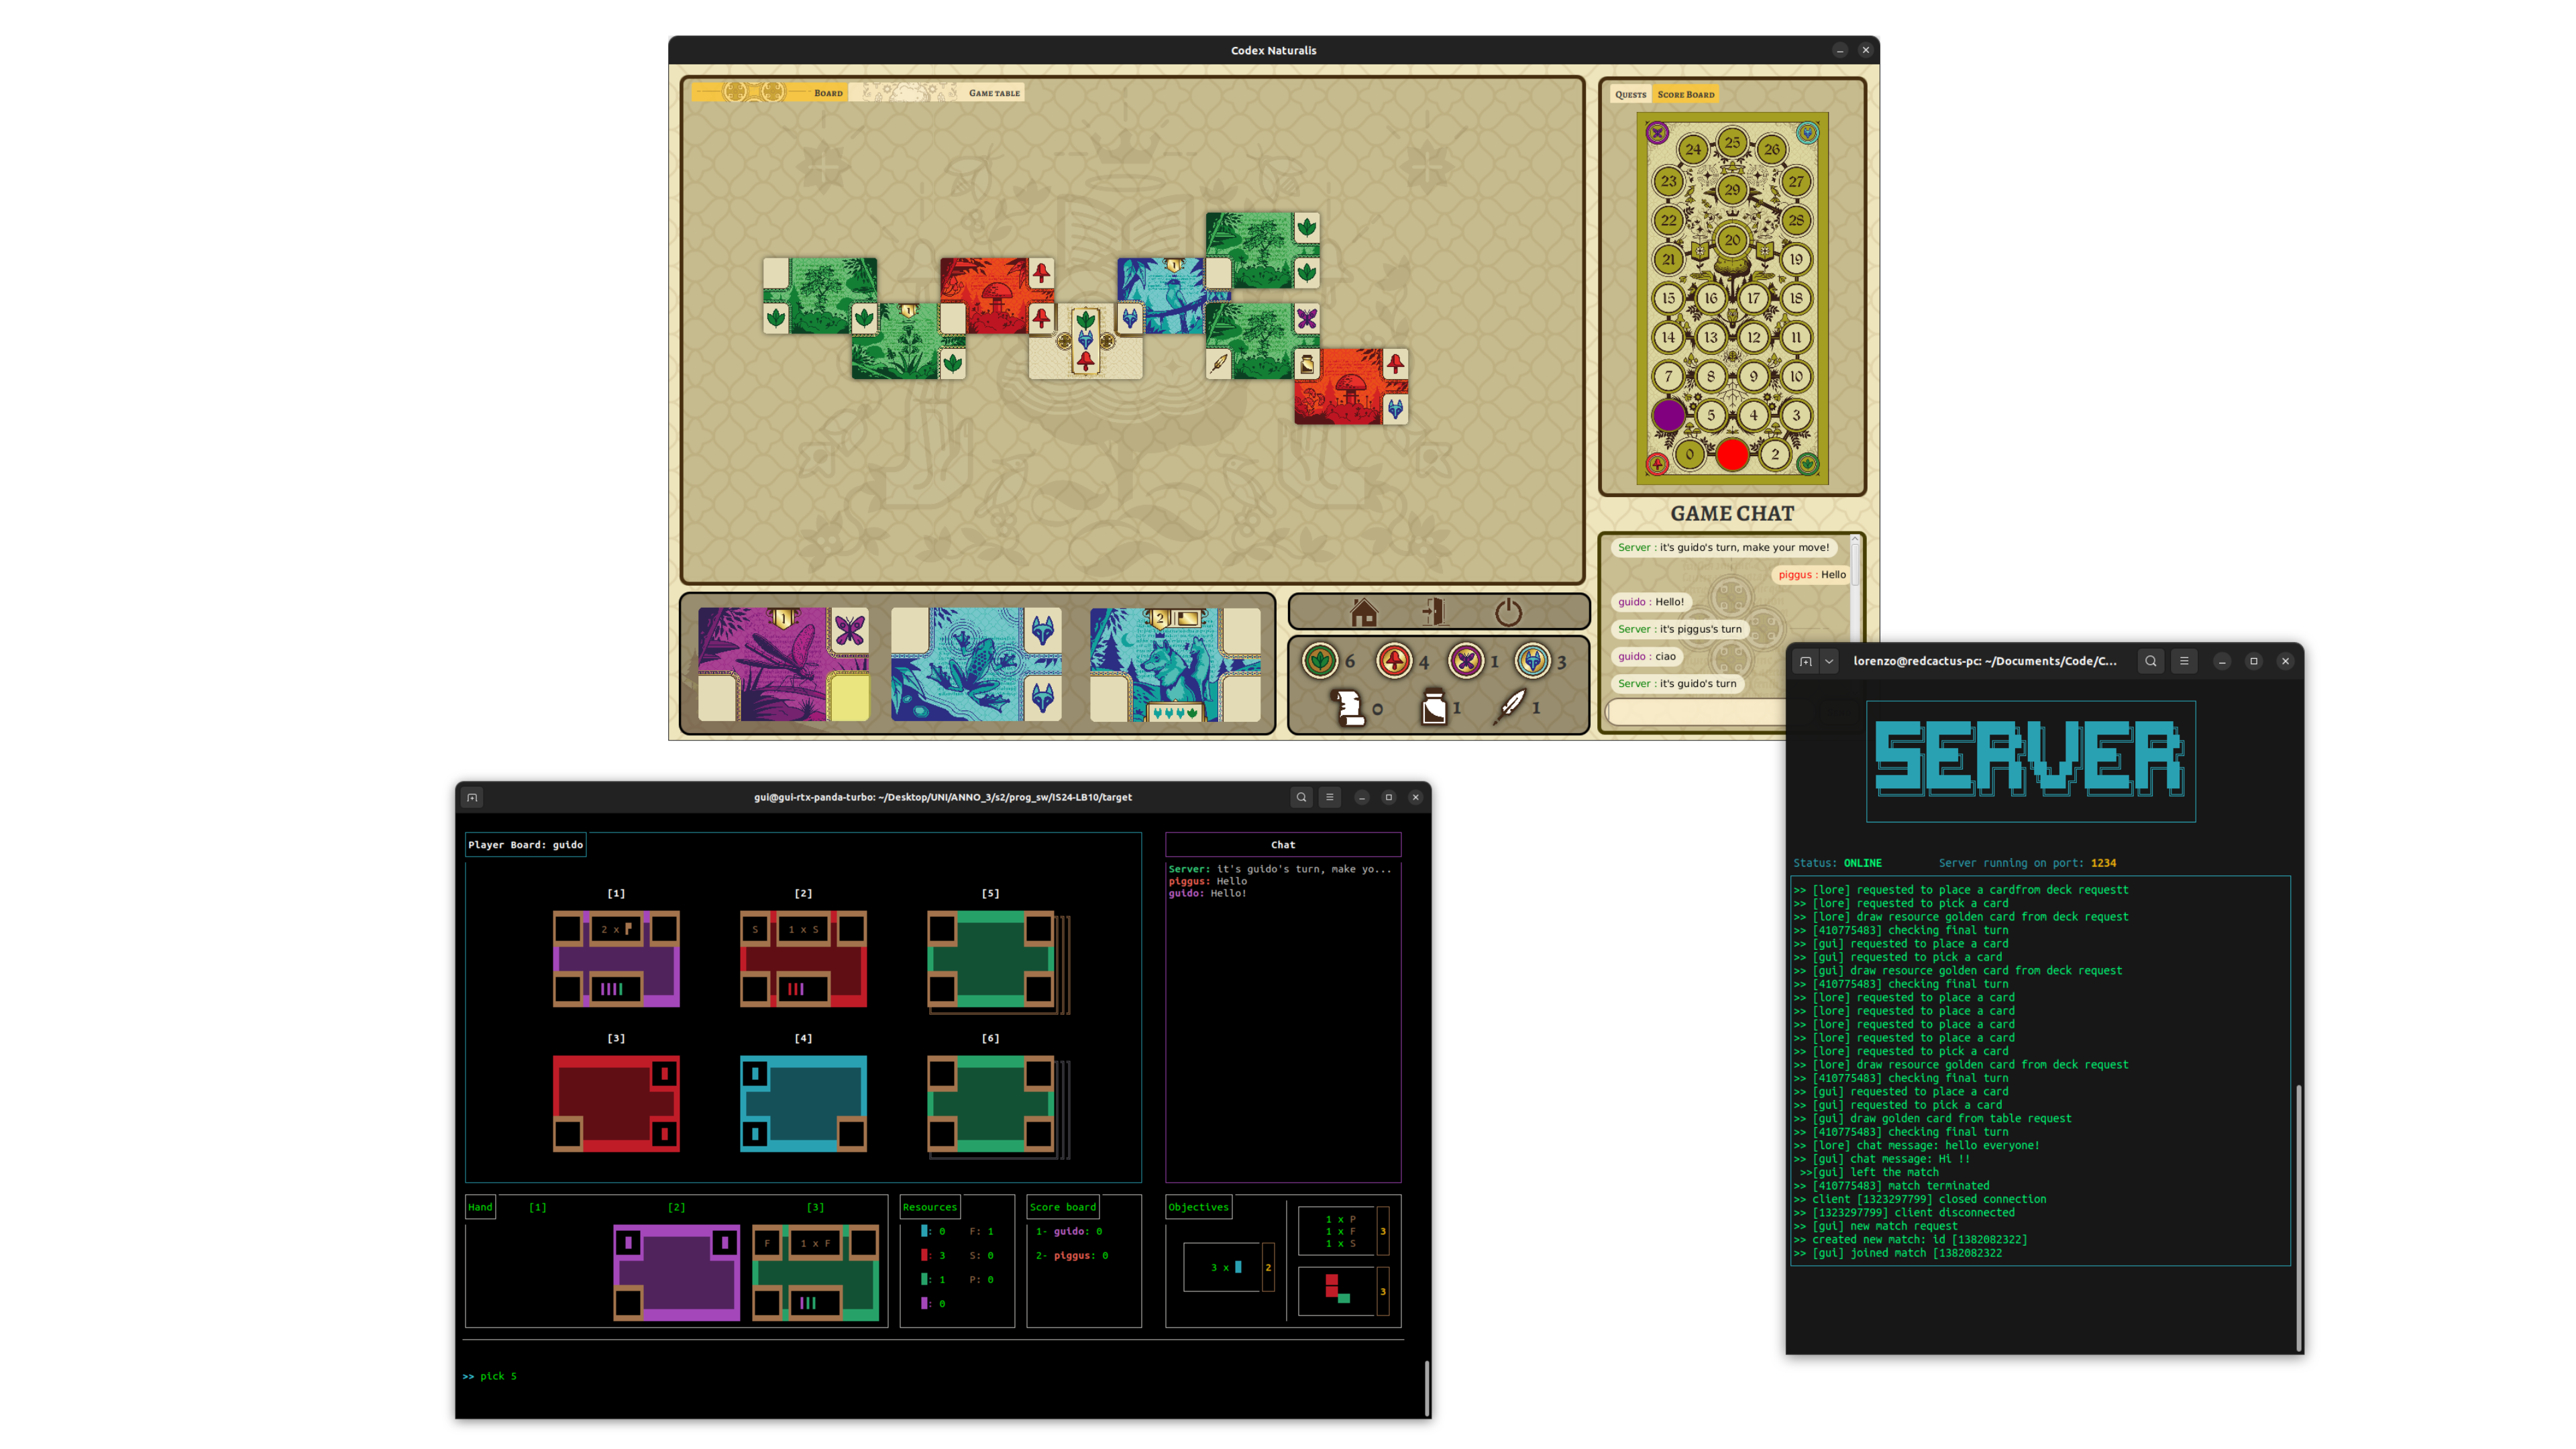 Codex Naturalis
Board
Game table
Quests
Score Board
24
25
26
23
29
27
22
28
20
21
19
15
16
17
18
14
13
12
11
7
8
9
10
5
4
3
0
2
1
1
GAME CHAT
Server : it's guido's turn, make your move!
piggus : Hello
guido : Hello!
Server : it's piggus's turn
guido : ciao
Server : it's guido's turn
1
2
6
4
1
3
0
1
1
gui@gui-rtx-panda-turbo: ~/Desktop/UNI/ANNO_3/s2/prog_sw/IS24-LB10/target
Player Board: guido
[1]
[2]
[5]
2 x
S
1 x S
[3]
[4]
[6]
Chat
Server: it's guido's turn, make yo...
piggus: Hello
guido: Hello!
Hand
[1]
[2]
[3]
F
1 x F
Resources
: 0 F: 1
: 3 S: 0
: 1 P: 0
: 0
Score board
1- guido: 0
2- piggus: 0
Objectives
3 x
2
1 x P
1 x F
1 x S
3
3
>> pick 5
lorenzo@redcactus-pc: ~/Documents/Code/C...
SERVER
Status: ONLINE
Server running on port: 1234
>> [lore] requested to place a cardfrom deck requestt
>> [lore] requested to pick a card
>> [lore] draw resource golden card from deck request
>> [410775483] checking final turn
>> [gui] requested to place a card
>> [gui] requested to pick a card
>> [gui] draw resource golden card from deck request
>> [410775483] checking final turn
>> [lore] requested to place a card
>> [lore] requested to place a card
>> [lore] requested to place a card
>> [lore] requested to place a card
>> [lore] requested to pick a card
>> [lore] draw resource golden card from deck request
>> [410775483] checking final turn
>> [gui] requested to place a card
>> [gui] requested to pick a card
>> [gui] draw golden card from table request
>> [410775483] checking final turn
>> [lore] chat message: hello everyone!
>> [gui] chat message: Hi !!
>>[gui] left the match
>> [410775483] match terminated
>> client [1323297799] closed connection
>> [1323297799] client disconnected
>> [gui] new match request
>> created new match: id [1382082322]
>> [gui] joined match [1382082322